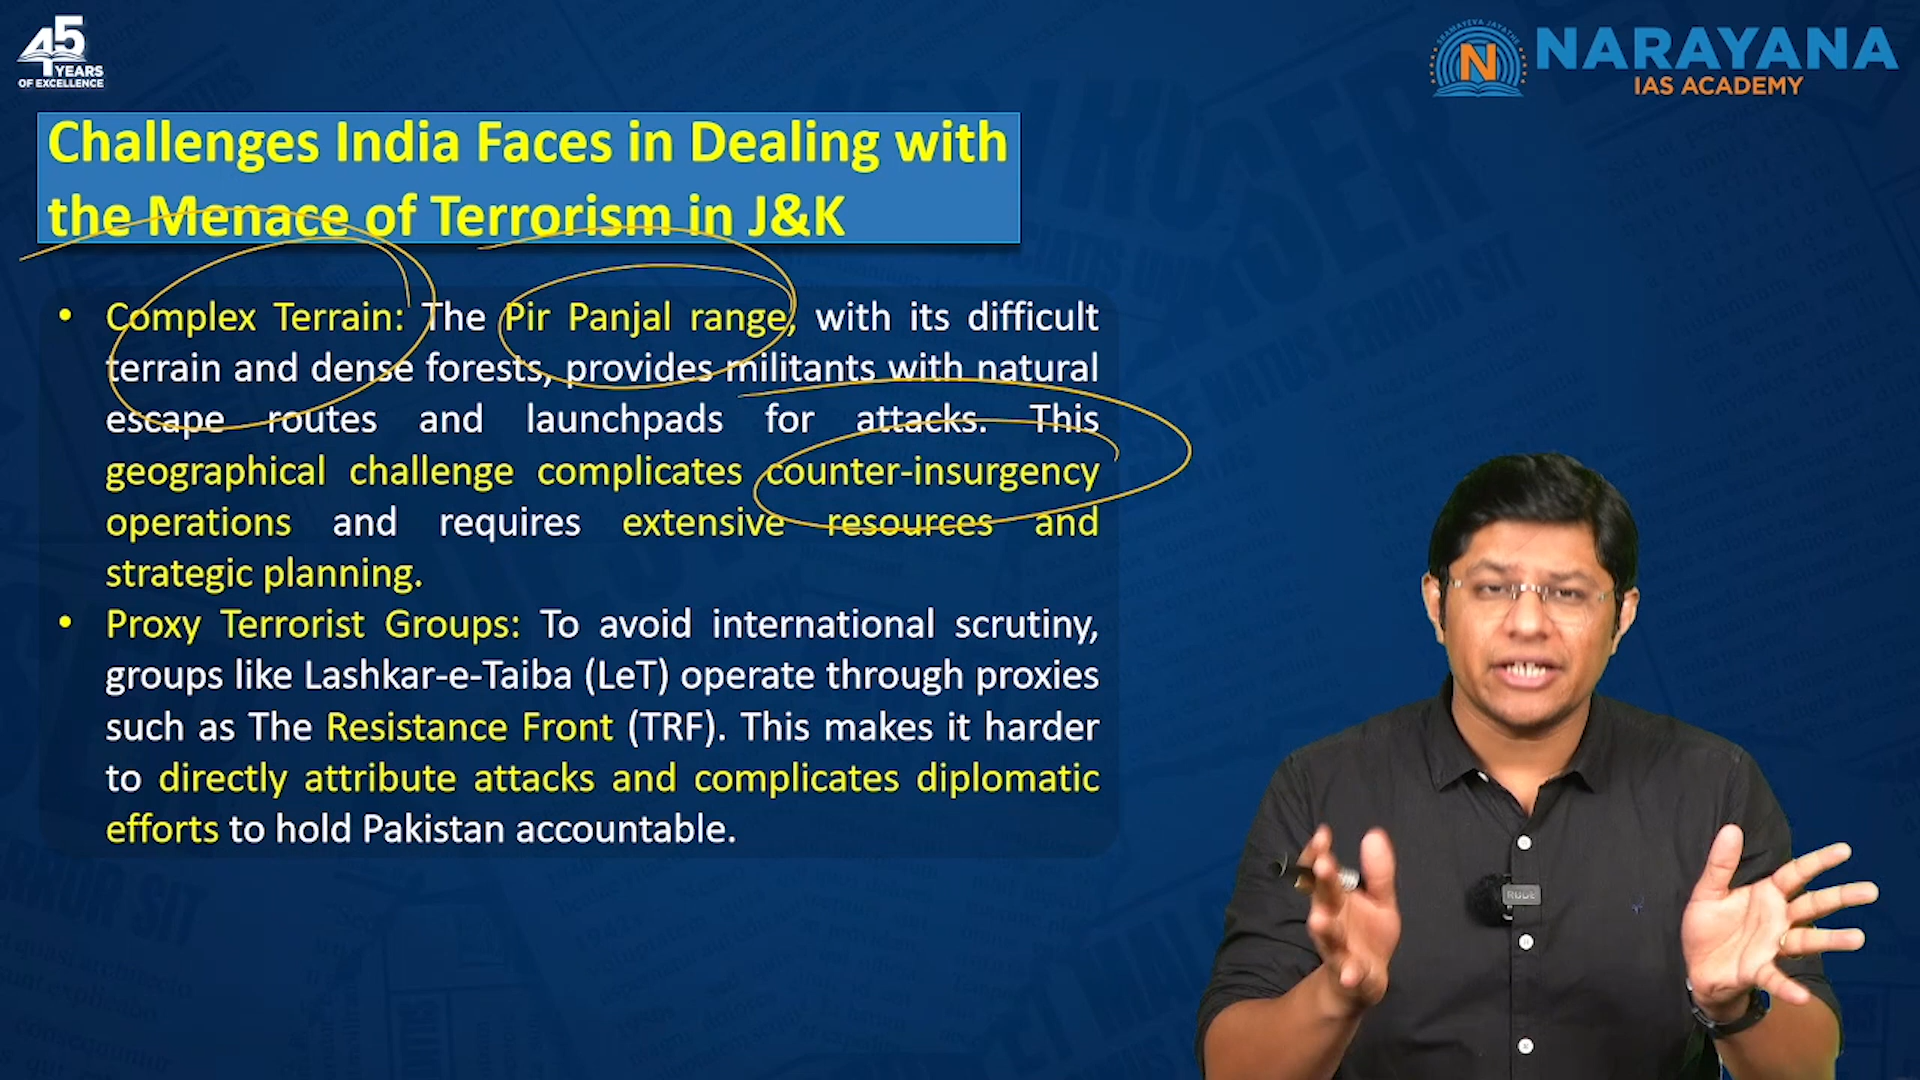 45
YEARS
OF EXCELLENCE
SRAMAYEVA JAYATHE
N
NARAYANA
IAS ACADEMY
Challenges India Faces in Dealing with
the Menace of Terrorism in J&K
• Complex Terrain: The Pir Panjal range, with its difficult
terrain and dense forests, provides militants with natural
escape routes and launchpads for attacks. This
geographical challenge complicates counter-insurgency
operations and requires extensive resources and
strategic planning.
• Proxy Terrorist Groups: To avoid international scrutiny,
groups like Lashkar-e-Taiba (LeT) operate through proxies
such as The Resistance Front (TRF). This makes it harder
to directly attribute attacks and complicates diplomatic
efforts to hold Pakistan accountable.
RODE